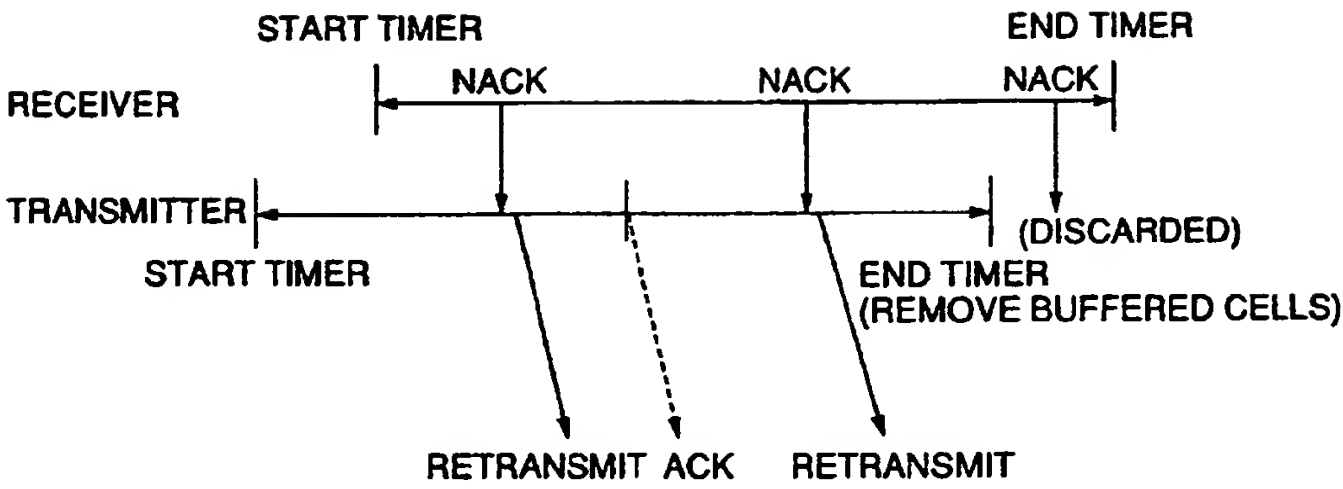 START TIMER
END TIMER
NACK
NACK
NACK
RECEIVER
TRANSMITTER
(DISCARDED)
START TIMER
END TIMER
(REMOVE BUFFERED CELLS)
RETRANSMIT
ACK
RETRANSMIT